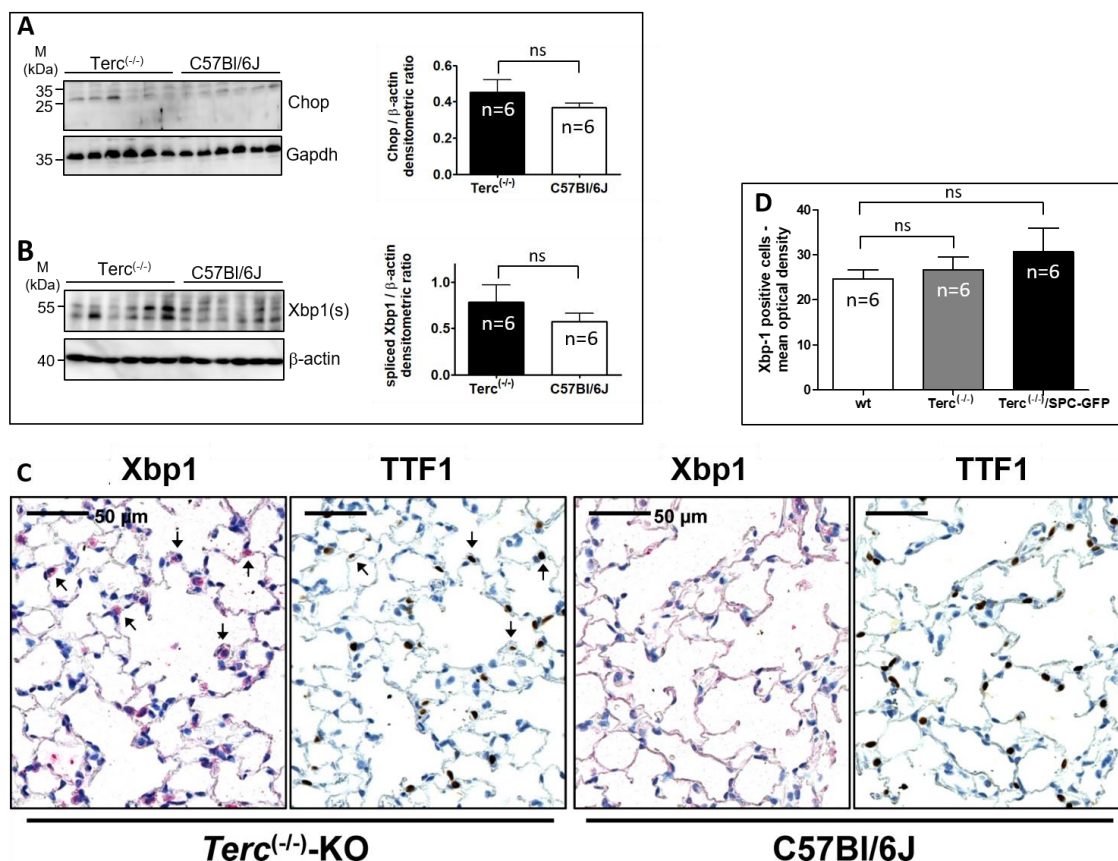 A
M
(kDa)
Terc(-/-)
C57Bl/6J
35
25
Chop
35
Gapdh
Chop / β-actin
densitometric ratio
0.6
0.4
0.2
0.0
ns
n=6
n=6
Terc(-/-)
C57Bl/6J
B
M
(kDa)
Terc(-/-)
C57Bl/6J
55
Xbp1(s)
40
β-actin
spliced Xbp1/ β-actin
densitometric ratio
1.0
0.5
0.0
ns
n=6
n=6
Terc(-/-)
C57Bl/6J
D
Xbp-1 positive cells -
mean optical density
40
30
20
10
0
ns
ns
n=6
n=6
n=6
wt
Terc(-/-)
Terc(-/-)/SPC-GFP
C
Xbp1
TTF1
Xbp1
TTF1
50 µm
50 µm
Terc(-/-)-KO
C57Bl/6J